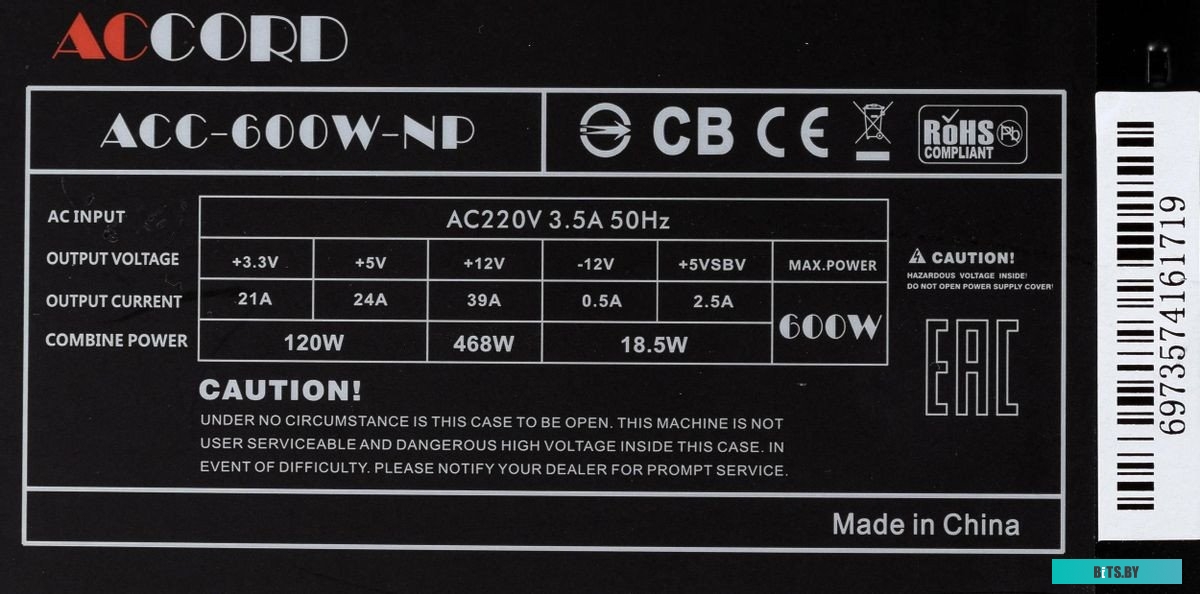 ACCORD
ACC-600W-NP
CB CE RoHS COMPLIANT Pb
AC INPUT AC220V 3.5A 50Hz
OUTPUT VOLTAGE +3.3V +5V +12V -12V +5VSBV MAX.POWER
OUTPUT CURRENT 21A 24A 39A 0.5A 2.5A 600W
COMBINE POWER 120W 468W 18.5W
CAUTION!
HAZARDOUS VOLTAGE INSIDE!
DO NOT OPEN POWER SUPPLY COVER!
EAC
CAUTION!
UNDER NO CIRCUMSTANCE IS THIS CASE TO BE OPEN. THIS MACHINE IS NOT
USER SERVICEABLE AND DANGEROUS HIGH VOLTAGE INSIDE THIS CASE. IN
EVENT OF DIFFICULTY. PLEASE NOTIFY YOUR DEALER FOR PROMPT SERVICE.
Made in China
6973574161719
BiTS.BY